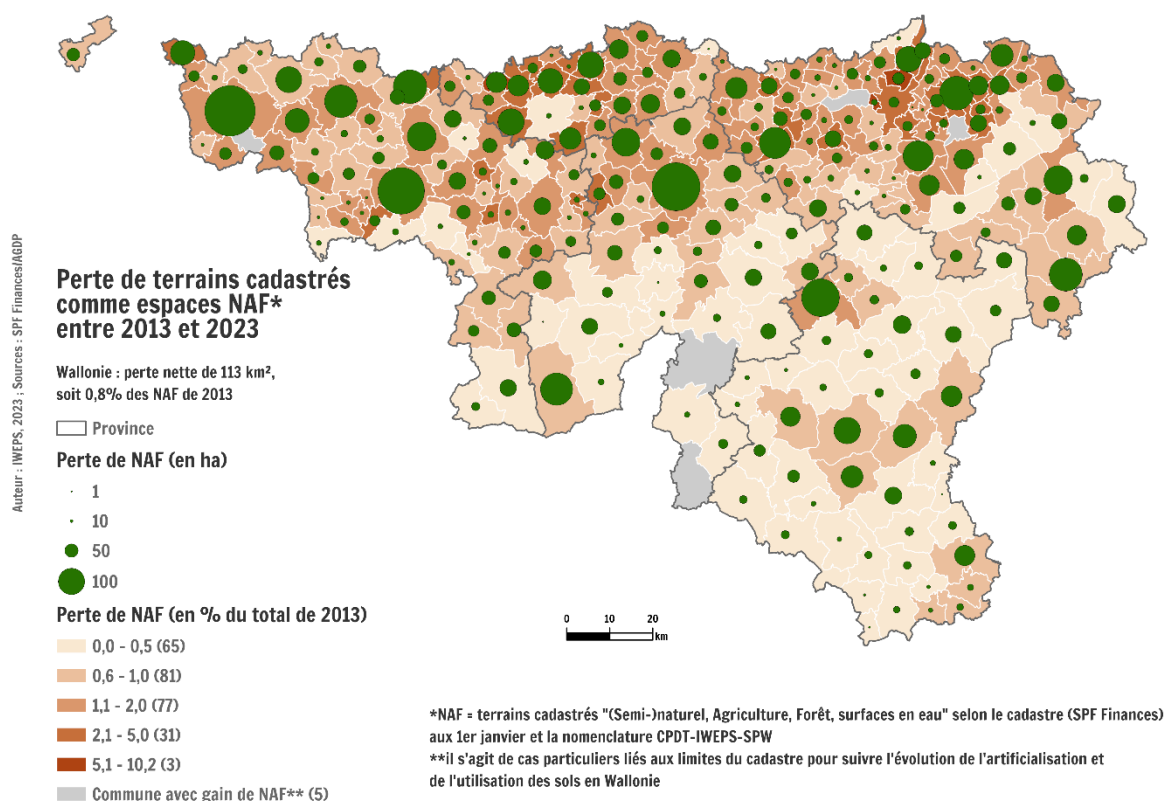 Perte de terrains cadastrés
comme espaces NAF*
entre 2013 et 2023
Wallonie : perte nette de 113 km²,
soit 0,8% des NAF de 2013
Province
Perte de NAF (en ha)
1
10
50
100
Perte de NAF (en % du total de 2013)
0,0 - 0,5 (65)
0,6 - 1,0 (81)
1,1 - 2,0 (77)
2,1 - 5,0 (31)
5,1 - 10,2 (3)
Commune avec gain de NAF** (5)
Auteur : IWEPS, 2023 ; Sources : SPF Finances/AGDP
0 10 20
km
*NAF = terrains cadastrés "(Semi-)naturel, Agriculture, Forêt, surfaces en eau" selon le cadastre (SPF Finances)
aux 1er janvier et la nomenclature CPDT-IWEPS-SPW
**il s'agit de cas particuliers liés aux limites du cadastre pour suivre l'évolution de l'artificialisation et
de l'utilisation des sols en Wallonie